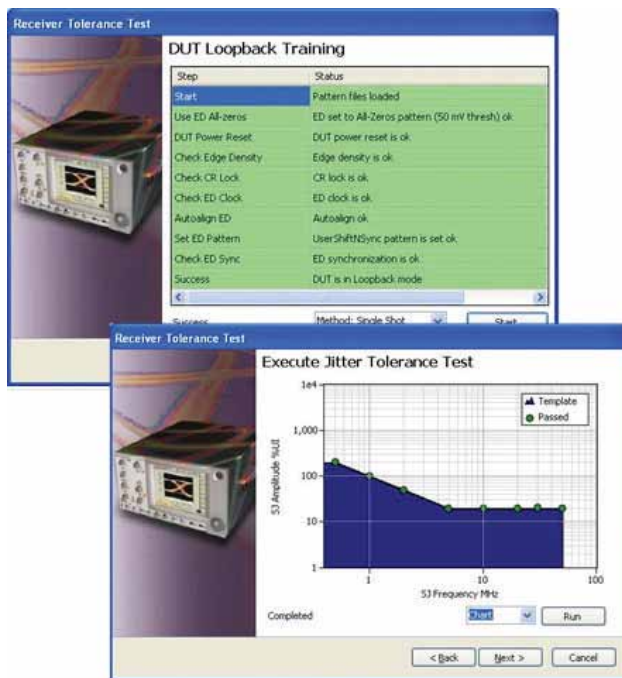 Receiver Tolerance Test
DUT Loopback Training
Step Status
Start Pattern files loaded
Use ED All-zeros ED set to All-Zeros pattern (50 mV thresh) ok
DUT Power Reset DUT power reset is ok
Check Edge Density Edge density is ok
Check CR Lock CR lock is ok
Check ED Clock ED clock is ok
Autoalign ED Autoalign ok
Set ED Pattern UserShiftNSync pattern is set ok
Check ED Sync ED synchronization is ok
Success DUT is in Loopback mode
Success Method: Single Shot Start
Receiver Tolerance Test
Execute Jitter Tolerance Test
1e4
1,000
100
10
1
SJ Amplitude %UI
Template
Passed
1 10 100
SJ Frequency MHz
Completed Chart Run
< Back Next > Cancel